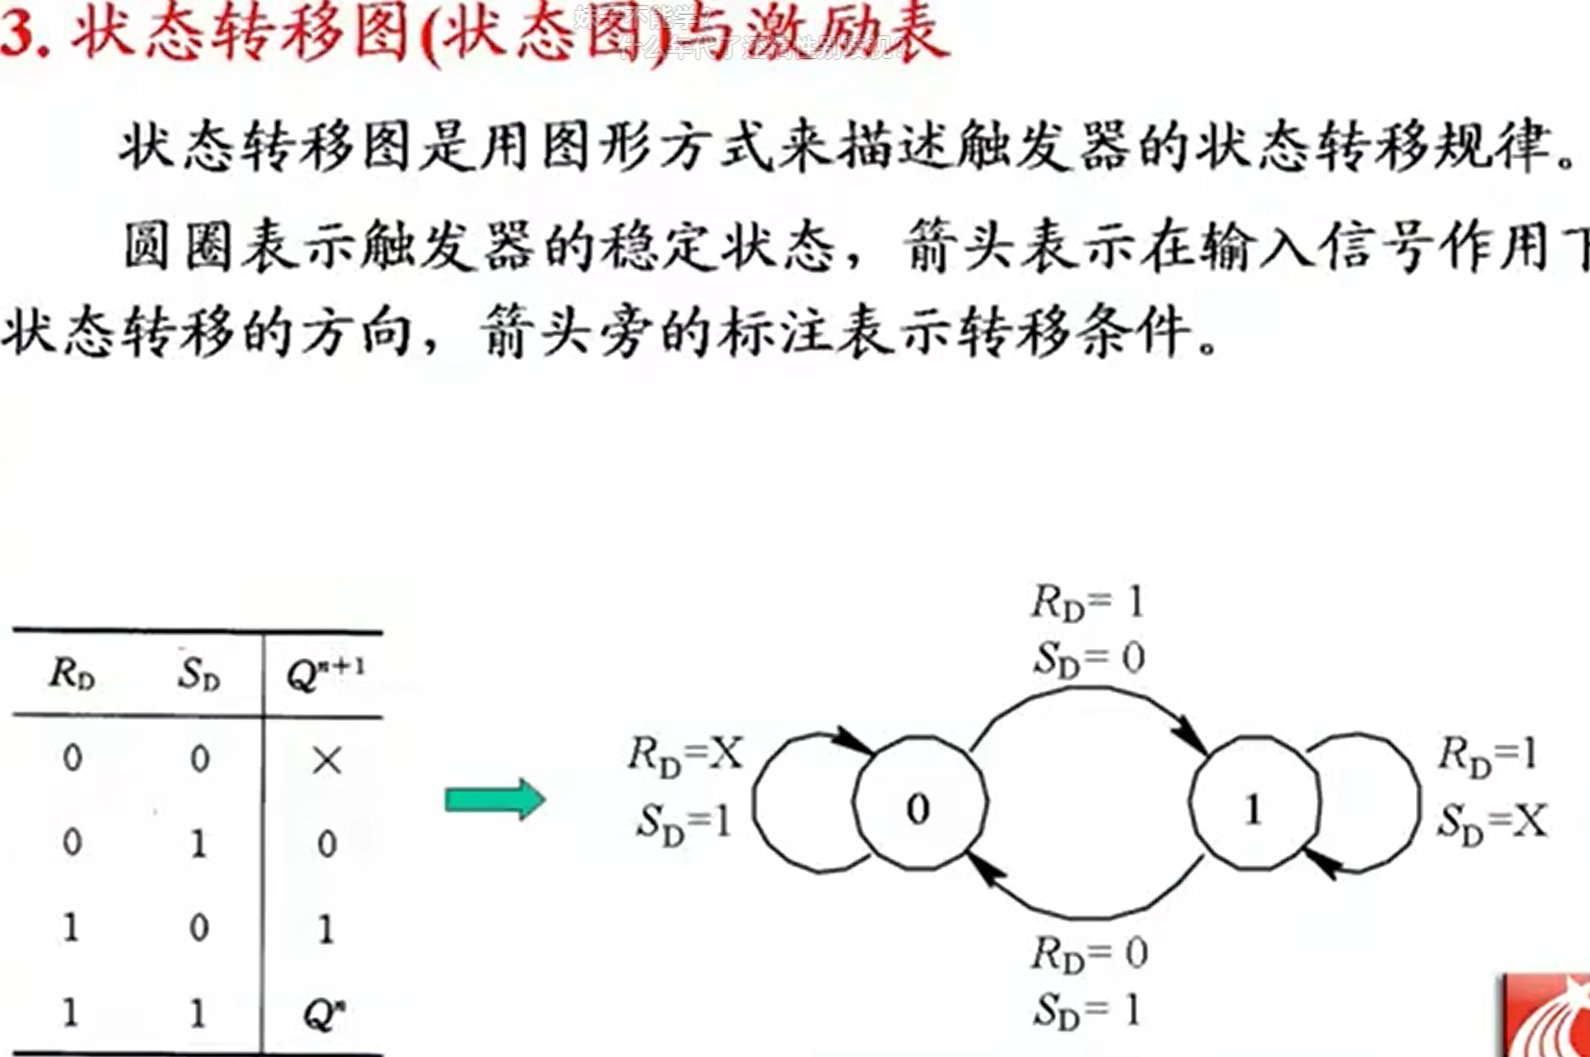 3. 状态转移图(状态图)与激励表
状态转移图是用图形方式来描述触发器的状态转移规律。
圆圈表示触发器的稳定状态，箭头表示在输入信号作用下
状态转移的方向，箭头旁的标注表示转移条件。
R_D S_D Q^{n+1}
0 0 ×
0 1 0
1 0 1
1 1 Q^n
R_D= 1
S_D= 0
R_D=X
S_D=1
0
1
R_D=1
S_D=X
R_D= 0
S_D= 1